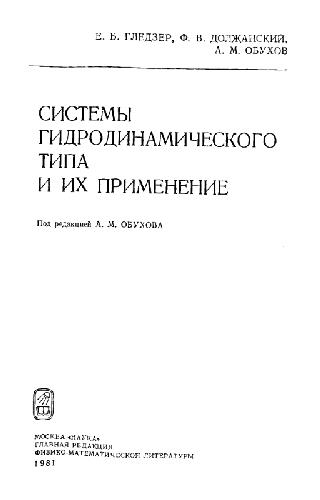 Е. Б. ГЛЕДЗЕР, Ф. В. ДОЛЖАНСКИЙ,
А. М. ОБУХОВ
СИСТЕМЫ
ГИДРОДИНАМИЧЕСКОГО
ТИПА
И ИХ ПРИМЕНЕНИЕ
Под редакцией А. М. ОБУХОВА
МОСКВА «НАУКА»
ГЛАВНАЯ РЕДАКЦИЯ
ФИЗИКО-МАТЕМАТИЧЕСКОЙ ЛИТЕРАТУРЫ
1981